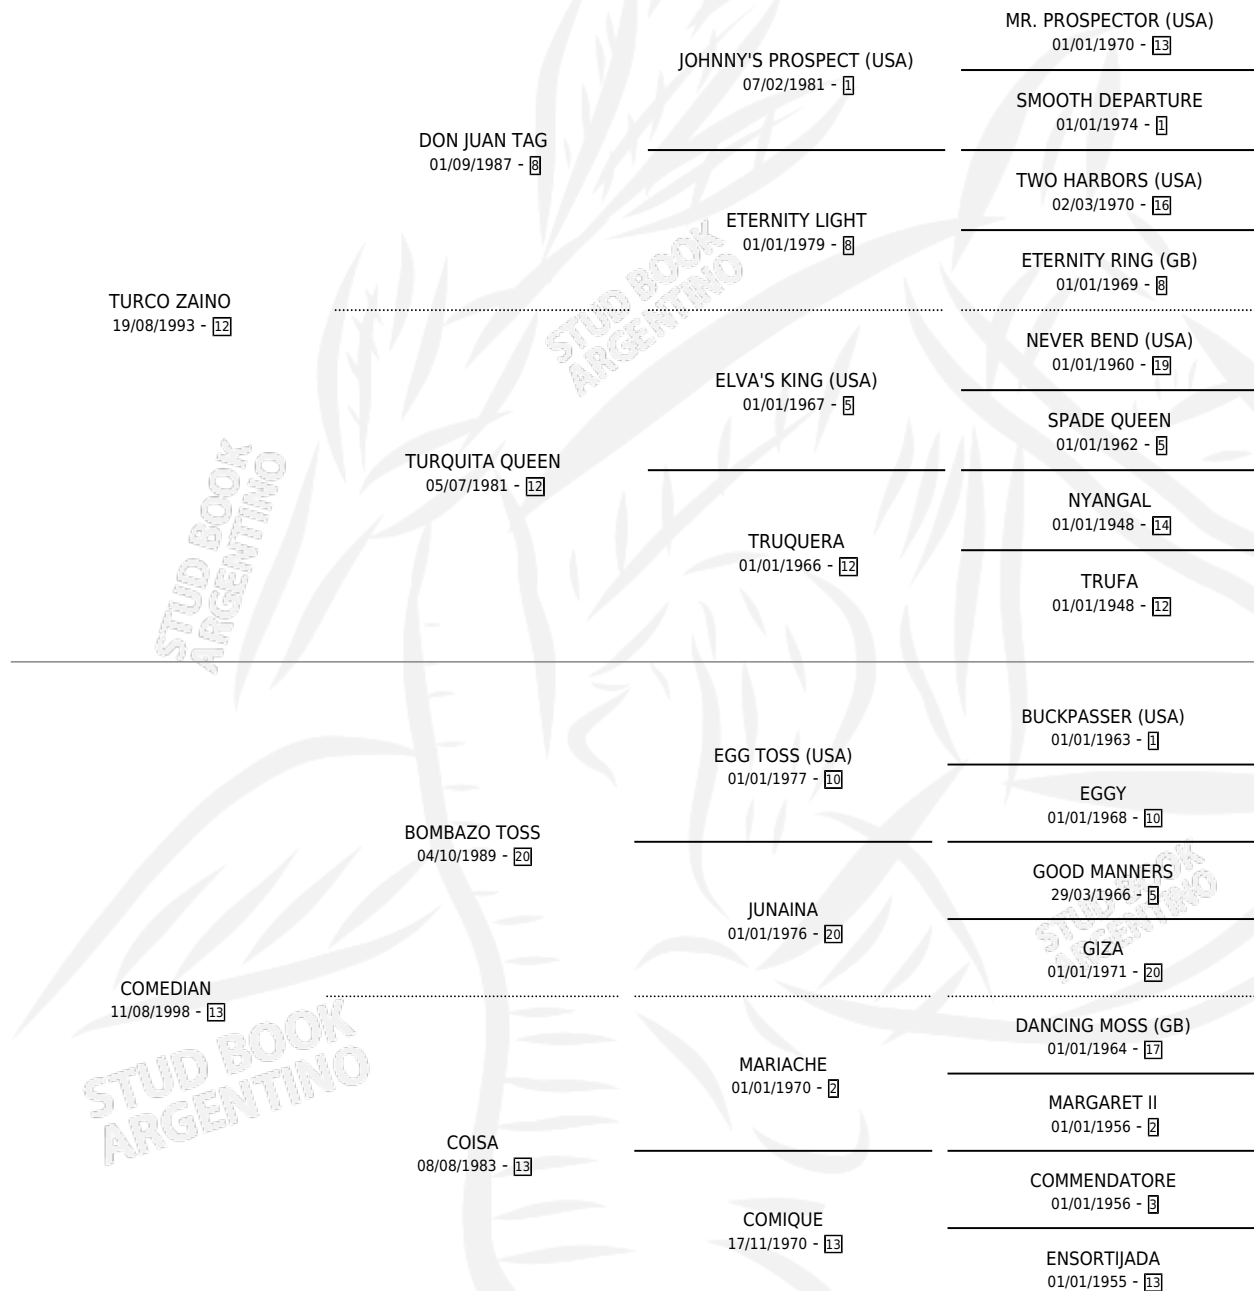 MR. PROSPECTOR (USA)
01/01/1970 - 13
JOHNNY'S PROSPECT (USA)
07/02/1981 - 1
SMOOTH DEPARTURE
01/01/1974 - 1
DON JUAN TAG
01/09/1987 - 8
TWO HARBORS (USA)
02/03/1970 - 16
ETERNITY LIGHT
01/01/1979 - 8
ETERNITY RING (GB)
01/01/1969 - 8
TURCO ZAINO
19/08/1993 - 12
STUD BOOK
ARGENTINO
NEVER BEND (USA)
01/01/1960 - 19
ELVA'S KING (USA)
01/01/1967 - 5
SPADE QUEEN
01/01/1962 - 5
TURQUITA QUEEN
05/07/1981 - 12
NYANGAL
01/01/1948 - 14
TRUQUERA
01/01/1966 - 12
TRUFA
01/01/1948 - 12
STUD BOOK
ARGENTINO
BUCKPASSER (USA)
01/01/1963 - 1
EGG TOSS (USA)
01/01/1977 - 10
EGGY
01/01/1968 - 10
BOMBAZO TOSS
04/10/1989 - 20
GOOD MANNERS
29/03/1966 - 5
JUNAINA
01/01/1976 - 20
GIZA
01/01/1971 - 20
STUD BOOK
ARGENTINO
COMEDIAN
11/08/1998 - 13
STUD BOOK
ARGENTINO
DANCING MOSS (GB)
01/01/1964 - 17
MARIACHE
01/01/1970 - 2
MARGARET II
01/01/1956 - 2
COISA
08/08/1983 - 13
COMMENDATORE
01/01/1956 - 3
COMIQUE
17/11/1970 - 13
ENSORTIJADA
01/01/1955 - 13